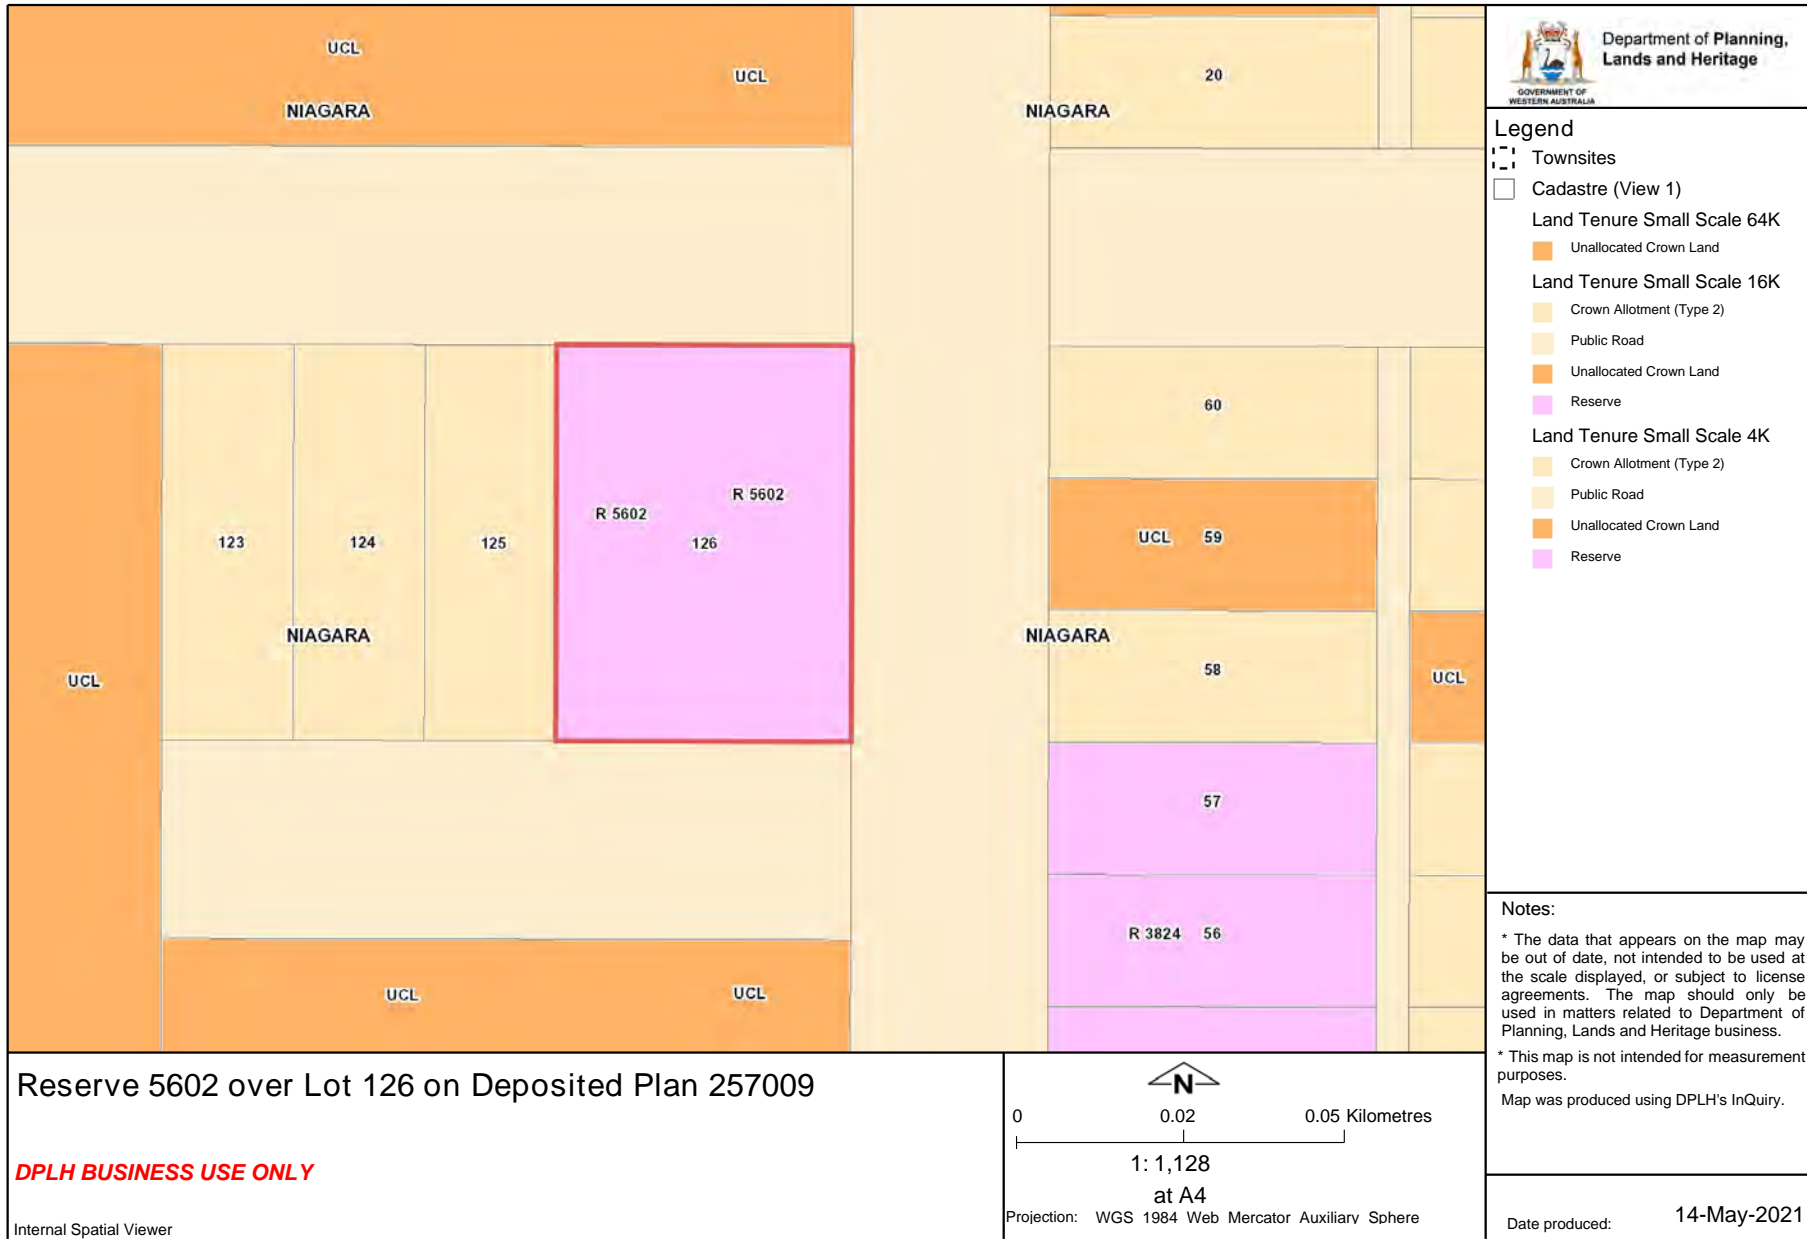 UCL
UCL
NIAGARA
NIAGARA
20
60
R 5602
R 5602
123
124
125
126
UCL 59
NIAGARA
NIAGARA
58
UCL
UCL
57
R 3824 56
UCL
UCL
GOVERNMENT OF
WESTERN AUSTRALIA
Department of Planning,
Lands and Heritage
Legend
Townsites
Cadastre (View 1)
Land Tenure Small Scale 64K
Unallocated Crown Land
Land Tenure Small Scale 16K
Crown Allotment (Type 2)
Public Road
Unallocated Crown Land
Reserve
Land Tenure Small Scale 4K
Crown Allotment (Type 2)
Public Road
Unallocated Crown Land
Reserve
Notes:
* The data that appears on the map may
be out of date, not intended to be used at
the scale displayed, or subject to license
agreements. The map should only be
used in matters related to Department of
Planning, Lands and Heritage business.
* This map is not intended for measurement
purposes.
Map was produced using DPLH's InQuiry.
Reserve 5602 over Lot 126 on Deposited Plan 257009
DPLH BUSINESS USE ONLY
Internal Spatial Viewer
N
0 0.02 0.05 Kilometres
1: 1,128
at A4
Projection: WGS 1984 Web Mercator Auxiliary Sphere
Date produced: 14-May-2021